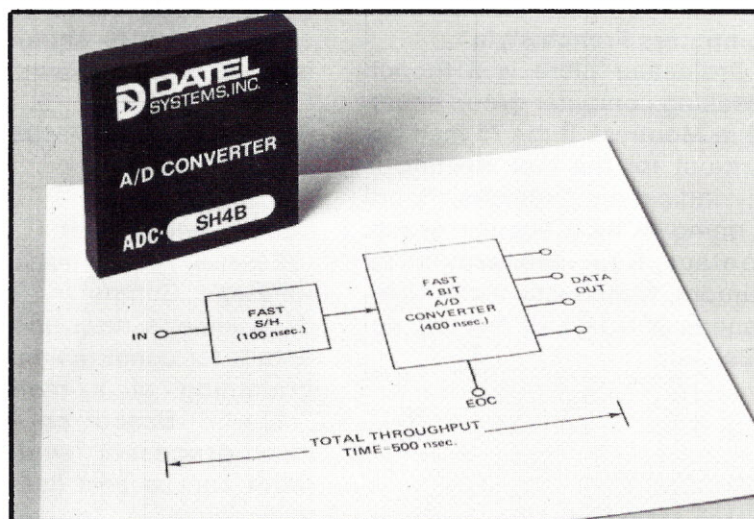 DATEL
SYSTEMS, INC.
A/D CONVERTER
ADC- SH4B
IN
FAST
S/H
(100 nsec.)
FAST
4 BIT
A/D
CONVERTER
(400 nsec.)
DATA
OUT
EOC
TOTAL THROUGHPUT
TIME-500 nsec.